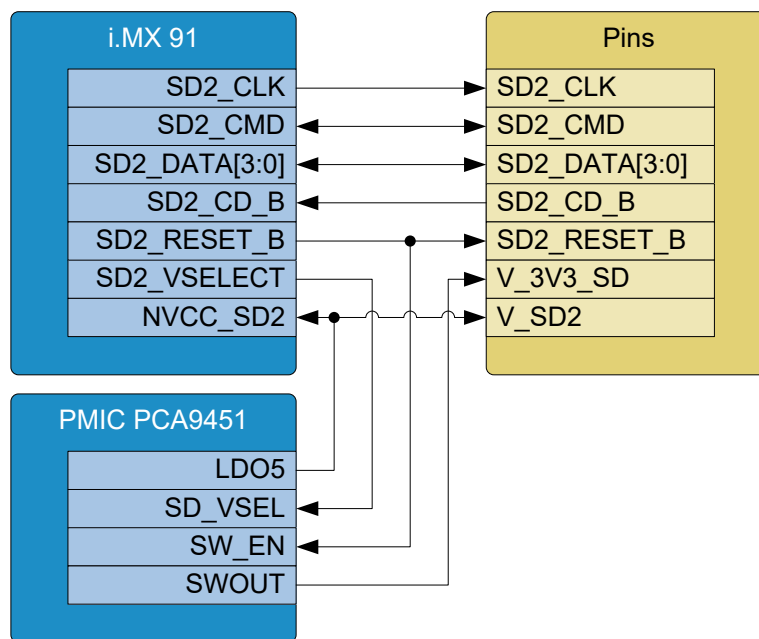 i.MX 91
SD2_CLK
SD2_CMD
SD2_DATA[3:0]
SD2_CD_B
SD2_RESET_B
SD2_VSELECT
NVCC_SD2
Pins
SD2_CLK
SD2_CMD
SD2_DATA[3:0]
SD2_CD_B
SD2_RESET_B
V_3V3_SD
V_SD2
PMIC PCA9451
LDO5
SD_VSEL
SW_EN
SWOUT